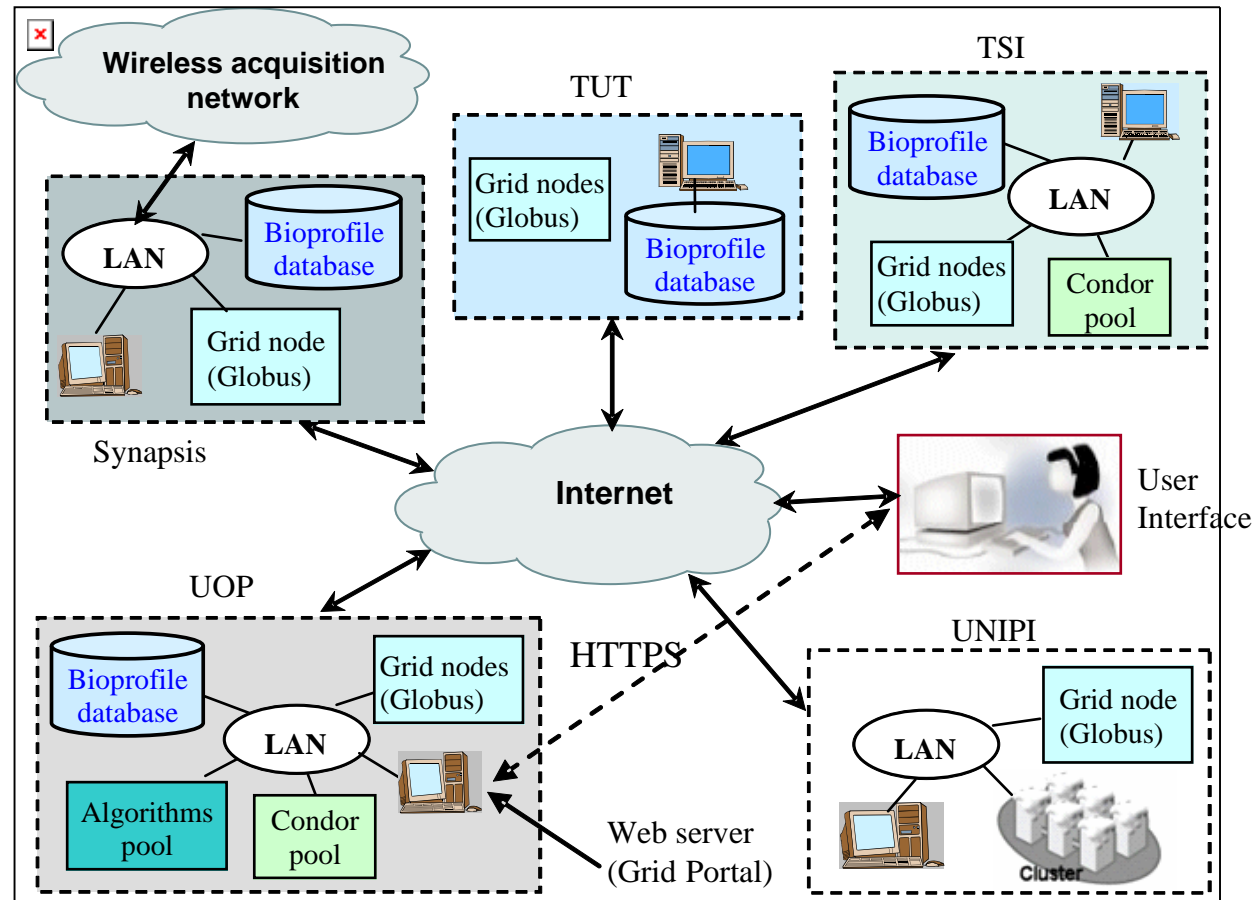 Wireless acquisition
network
TUT
TSI
Bioprofile
database
LAN
Grid nodes
(Globus)
Condor
pool
Grid nodes
(Globus)
Bioprofile
database
LAN
Bioprofile
database
Grid node
(Globus)
Synapsis
Internet
User
Interface
UOP
HTTPS
UNIPI
Bioprofile
database
Grid nodes
(Globus)
LAN
Algorithms
pool
Condor
pool
Web server
(Grid Portal)
Grid node
(Globus)
LAN
Cluster